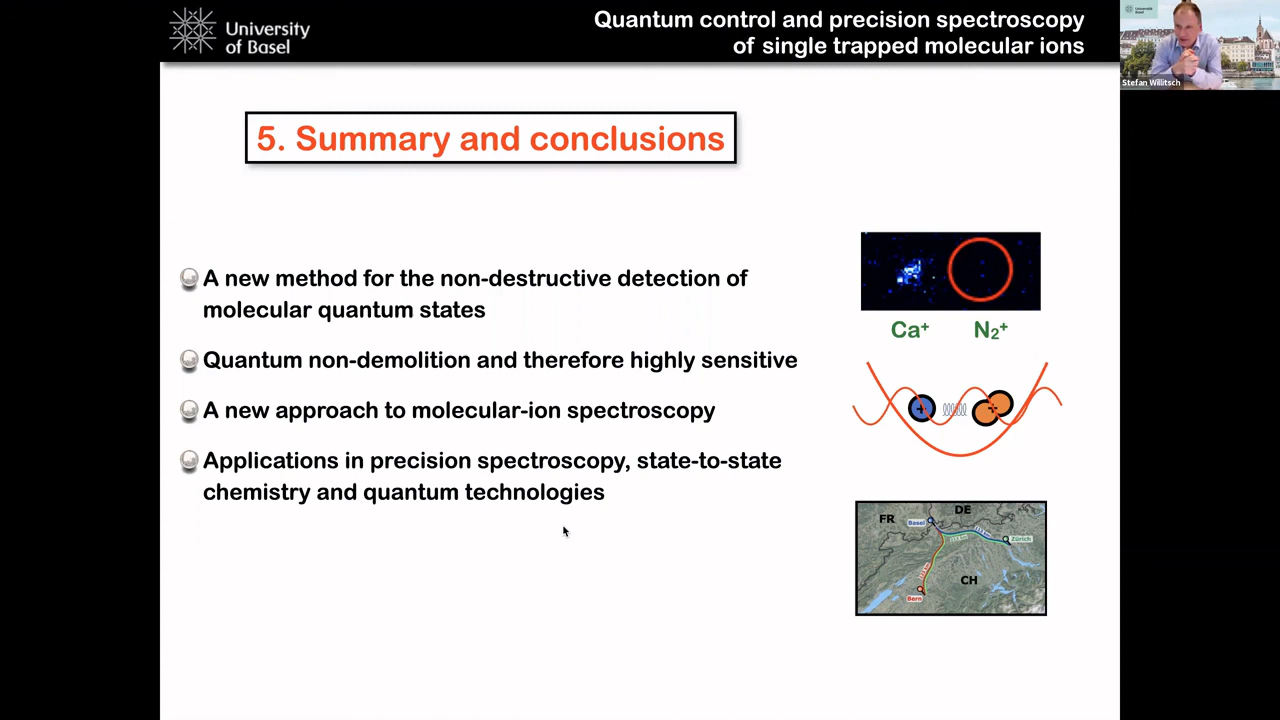 University
of Basel
Quantum control and precision spectroscopy
of single trapped molecular ions
Stefan Willitsch
5. Summary and conclusions
A new method for the non-destructive detection of
molecular quantum states
Quantum non-demolition and therefore highly sensitive
A new approach to molecular-ion spectroscopy
Applications in precision spectroscopy, state-to-state
chemistry and quantum technologies
Ca⁺
N₂⁺
FR
DE
Basel
Zürich
CH
Bern